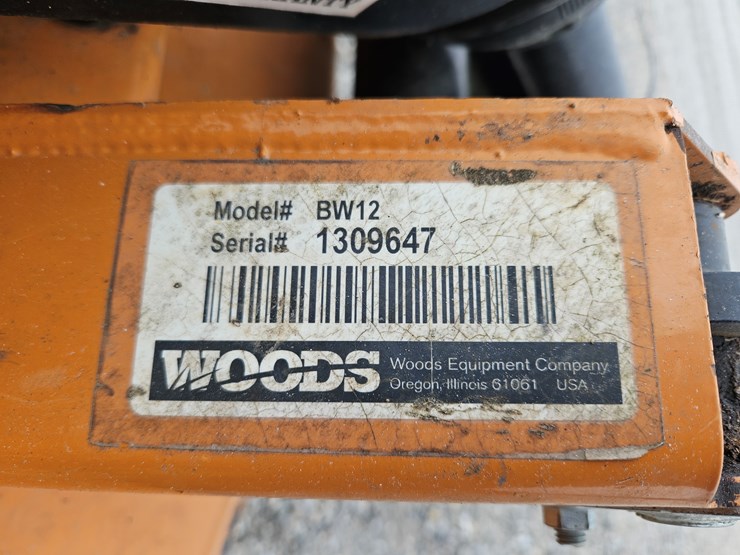 Model# BW12
Serial# 1309647
WOODS
Woods Equipment Company
Oregon, Illinois 61061 USA